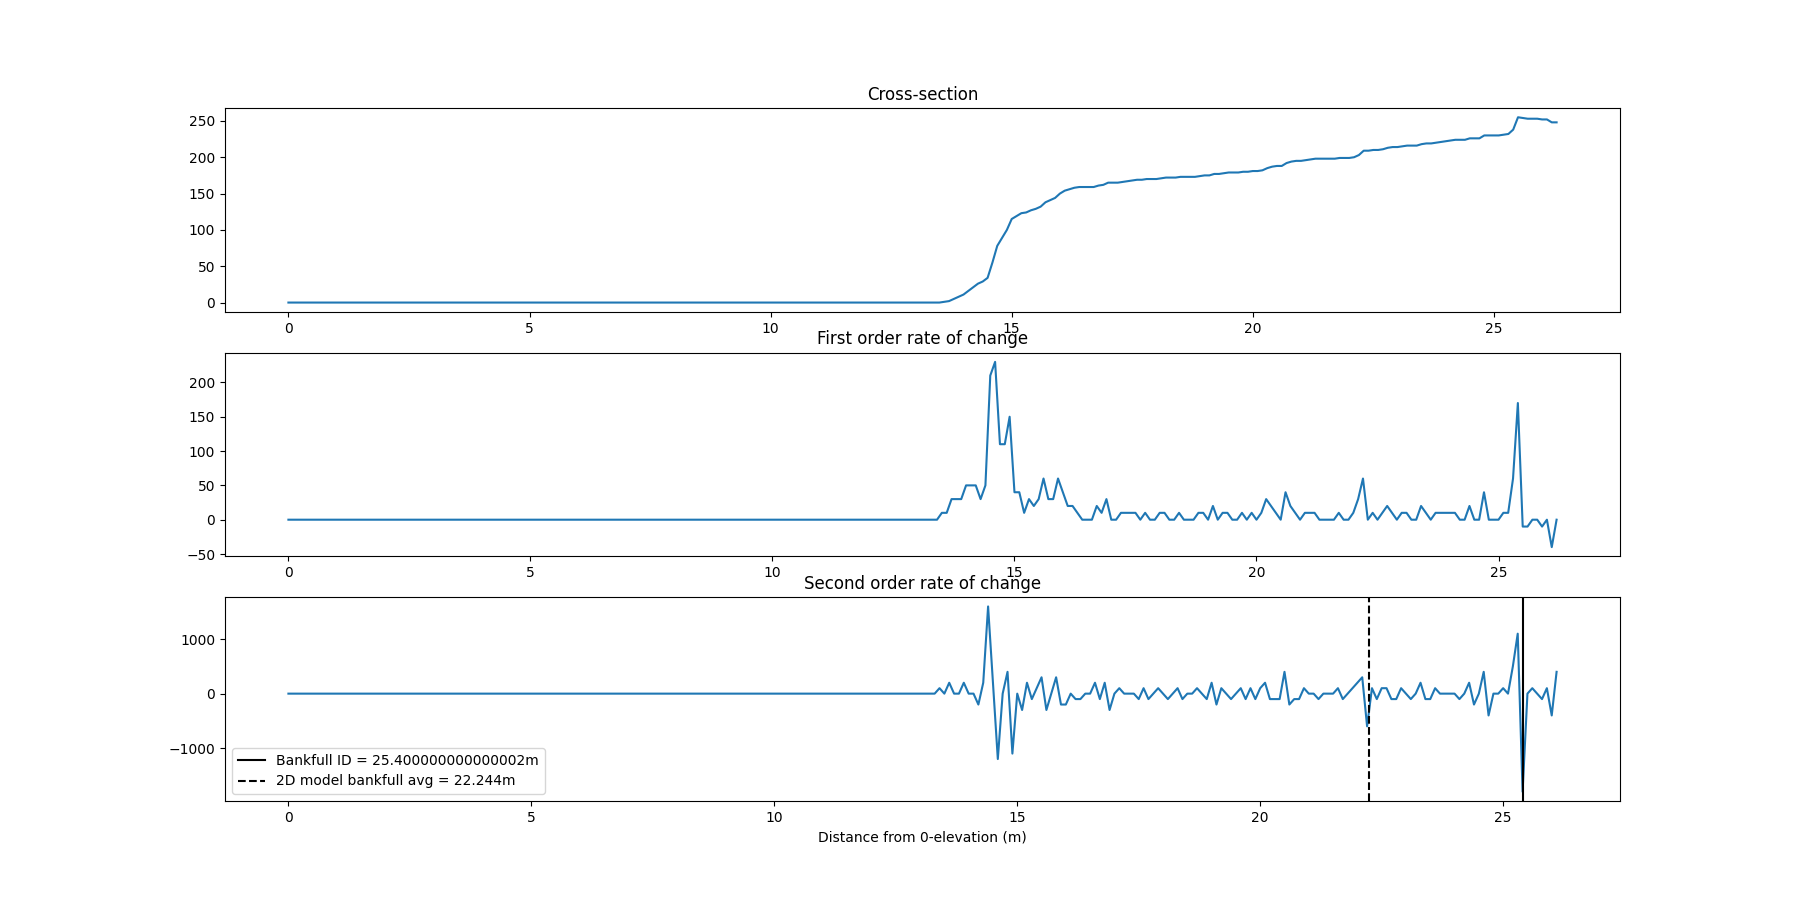 Cross-section
250
200
150
100
50
0
0 5 10 15 20 25
First order rate of change
200
150
100
50
0
−50
0 5 10 15 20 25
Second order rate of change
1000
0
−1000
Bankfull ID = 25.400000000000002m
2D model bankfull avg = 22.244m
0 5 10 15 20 25
Distance from 0-elevation (m)